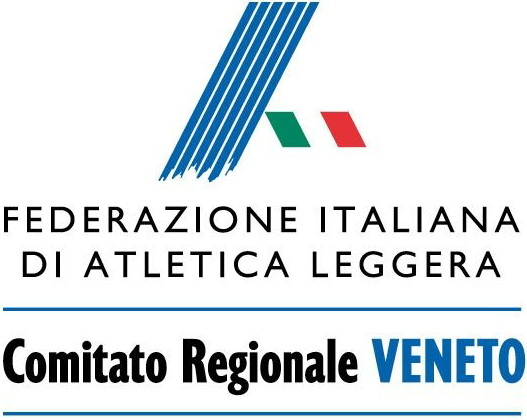 FEDERAZIONE ITALIANA
DI ATLETICA LEGGERA
Comitato Regionale VENETO